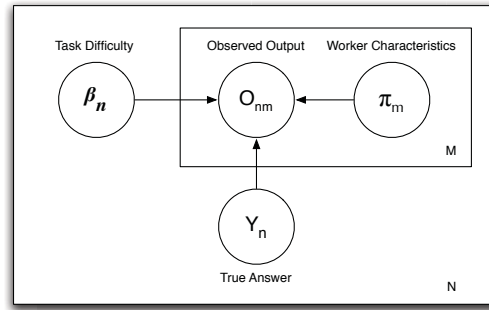 Task Difficulty Observed Output Worker Characteristics
βn Onm πm
M
Yn
True Answer
N